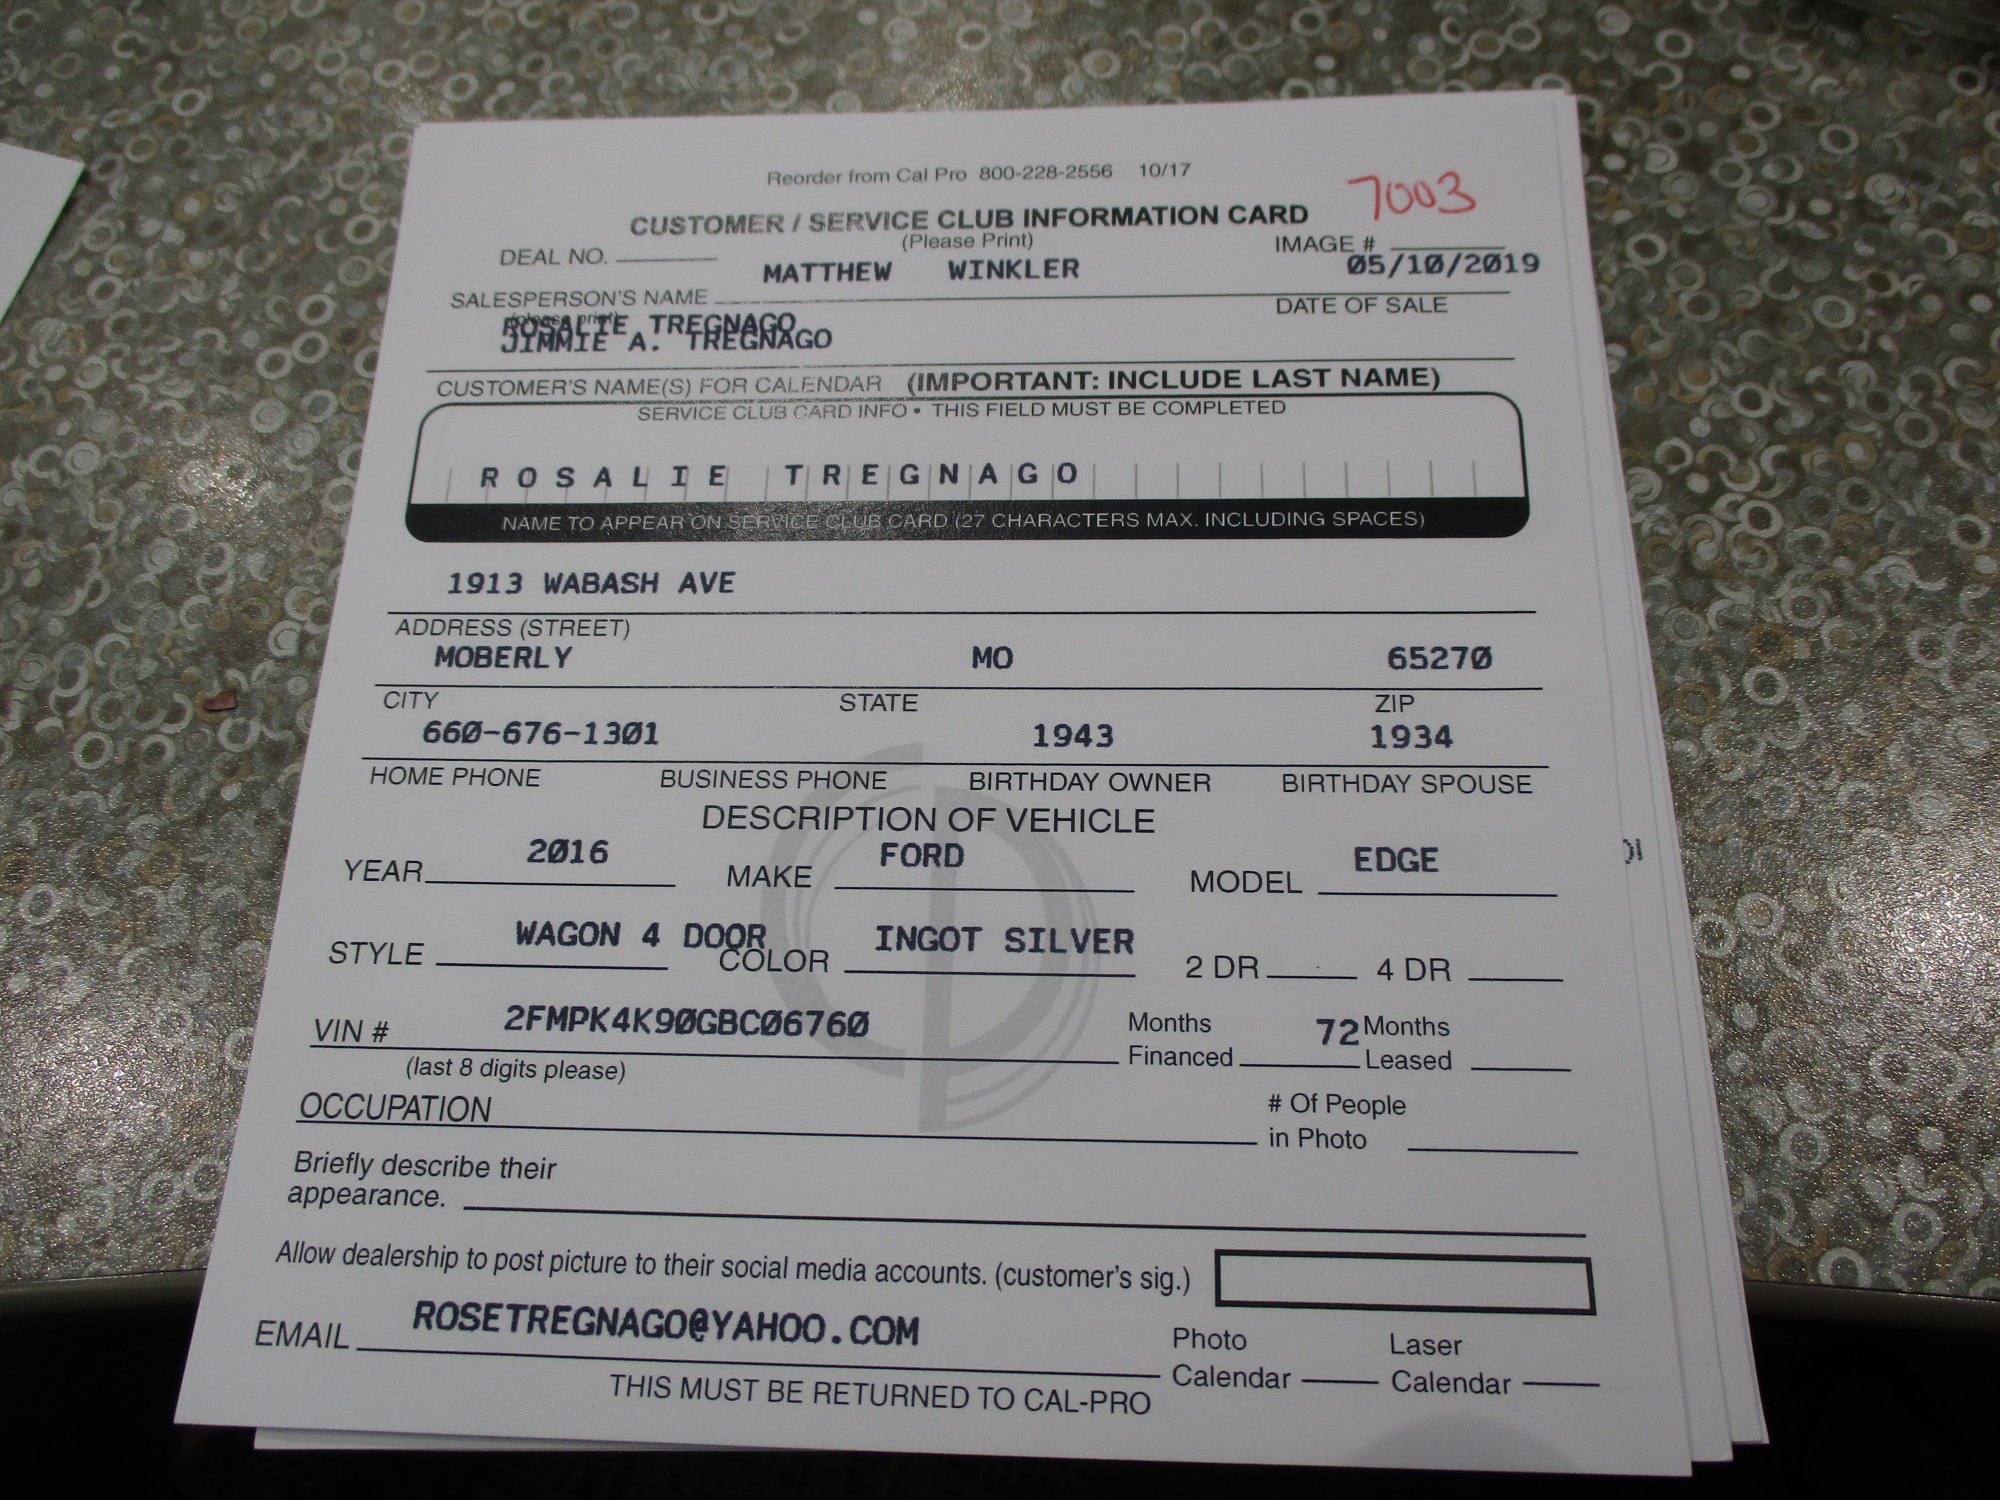 Reorder from Cal Pro 800-228-2556 10/17
CUSTOMER / SERVICE CLUB INFORMATION CARD 7003
(Please Print)
DEAL NO. IMAGE #
MATTHEW WINKLER 05/10/2019
SALESPERSON'S NAME DATE OF SALE
(please print)
ROSALIE TREGNAGO
JIMMIE A. TREGNAGO
CUSTOMER'S NAME(S) FOR CALENDAR (IMPORTANT: INCLUDE LAST NAME)
SERVICE CLUB CARD INFO • THIS FIELD MUST BE COMPLETED
ROSALIE TREGNAGO
NAME TO APPEAR ON SERVICE CLUB CARD (27 CHARACTERS MAX. INCLUDING SPACES)
1913 WABASH AVE
ADDRESS (STREET)
MOBERLY MO 65270
CITY STATE ZIP
660-676-1301 1943 1934
HOME PHONE BUSINESS PHONE BIRTHDAY OWNER BIRTHDAY SPOUSE
DESCRIPTION OF VEHICLE
YEAR 2016 MAKE FORD MODEL EDGE
STYLE WAGON 4 DOOR COLOR INGOT SILVER 2 DR 4 DR
VIN # 2FMPK4K90GBC06760 Months Financed 72 Months Leased
(last 8 digits please)
OCCUPATION # Of People in Photo
Briefly describe their
appearance.
Allow dealership to post picture to their social media accounts. (customer's sig.)
EMAIL ROSETREGNAGO@YAHOO.COM Photo Calendar Laser Calendar
THIS MUST BE RETURNED TO CAL-PRO